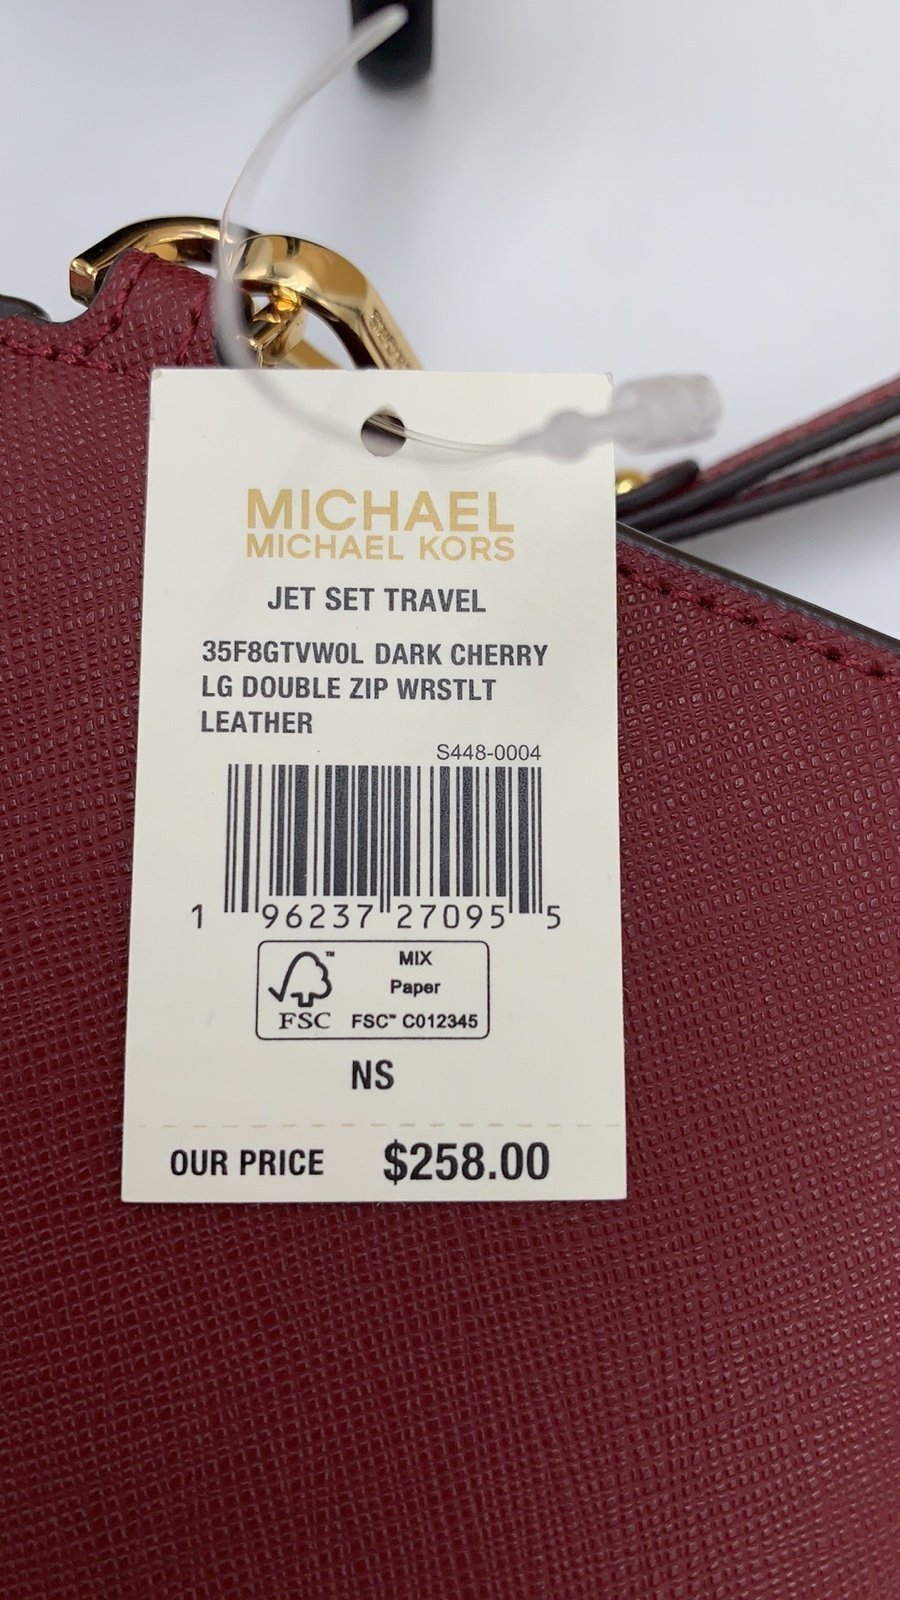 MICHAEL
MICHAEL KORS
JET SET TRAVEL
35F8GTVW0L DARK CHERRY
LG DOUBLE ZIP WRSTLT
LEATHER
S448-0004
1 96237 27095 5
FSC™
MIX
Paper
FSC™ C012345
NS
OUR PRICE $258.00